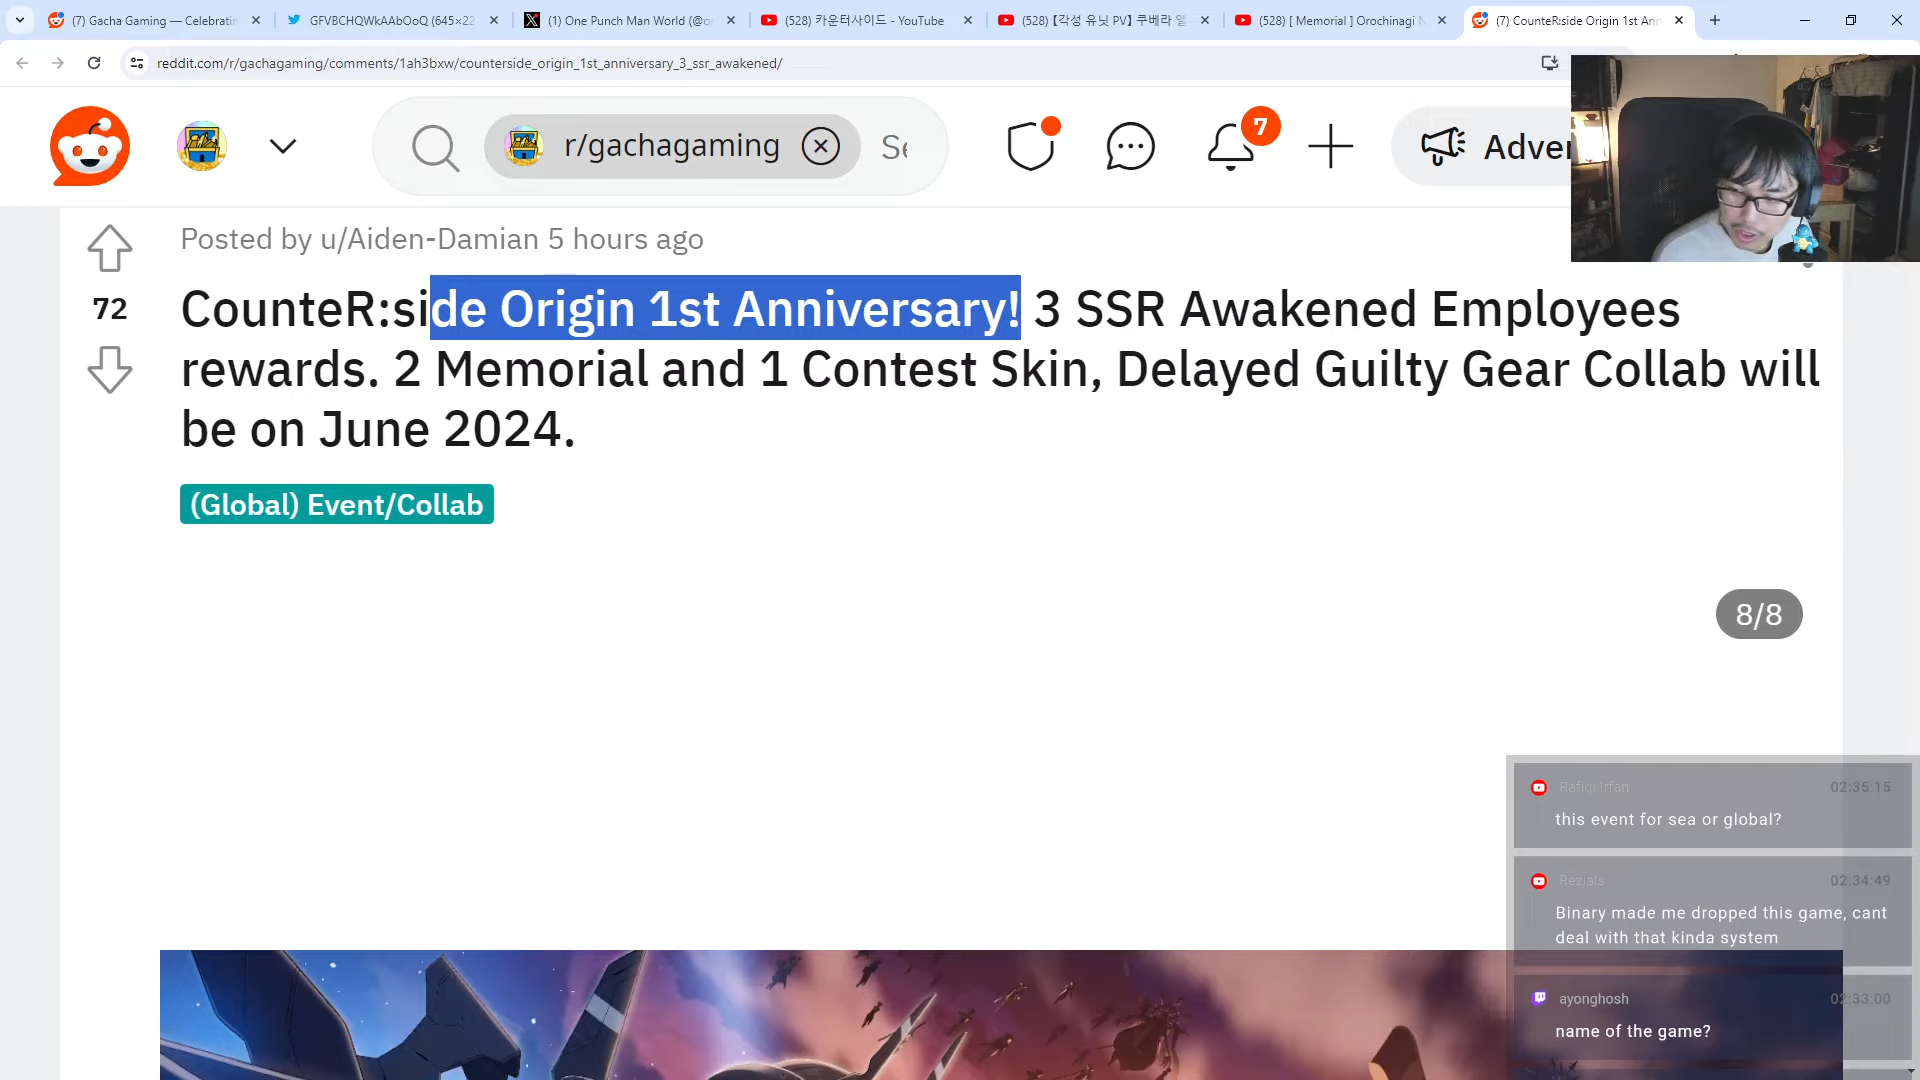 (7) Gacha Gaming — Celebratin
GFVBCHQWkAAbOoQ (645×22
(1) One Punch Man World (@o
(528) 카운터사이드 - YouTube
(528) 【각성 유닛 PV】 쿠베라 엘
(528) [ Memorial ] Orochinagi N
(7) CounteR:side Origin 1st Ann
reddit.com/r/gachagaming/comments/1ah3bxw/counterside_origin_1st_anniversary_3_ssr_awakened/
r/gachagaming
Se
7
Adver
Posted by u/Aiden-Damian 5 hours ago
72
CounteR:side Origin 1st Anniversary! 3 SSR Awakened Employees
rewards. 2 Memorial and 1 Contest Skin, Delayed Guilty Gear Collab will
be on June 2024.
(Global) Event/Collab
8/8
Rafiqi Irfan 02:35:15
this event for sea or global?
Rezials 02:34:49
Binary made me dropped this game, cant
deal with that kinda system
ayonghosh 02:33:00
name of the game?